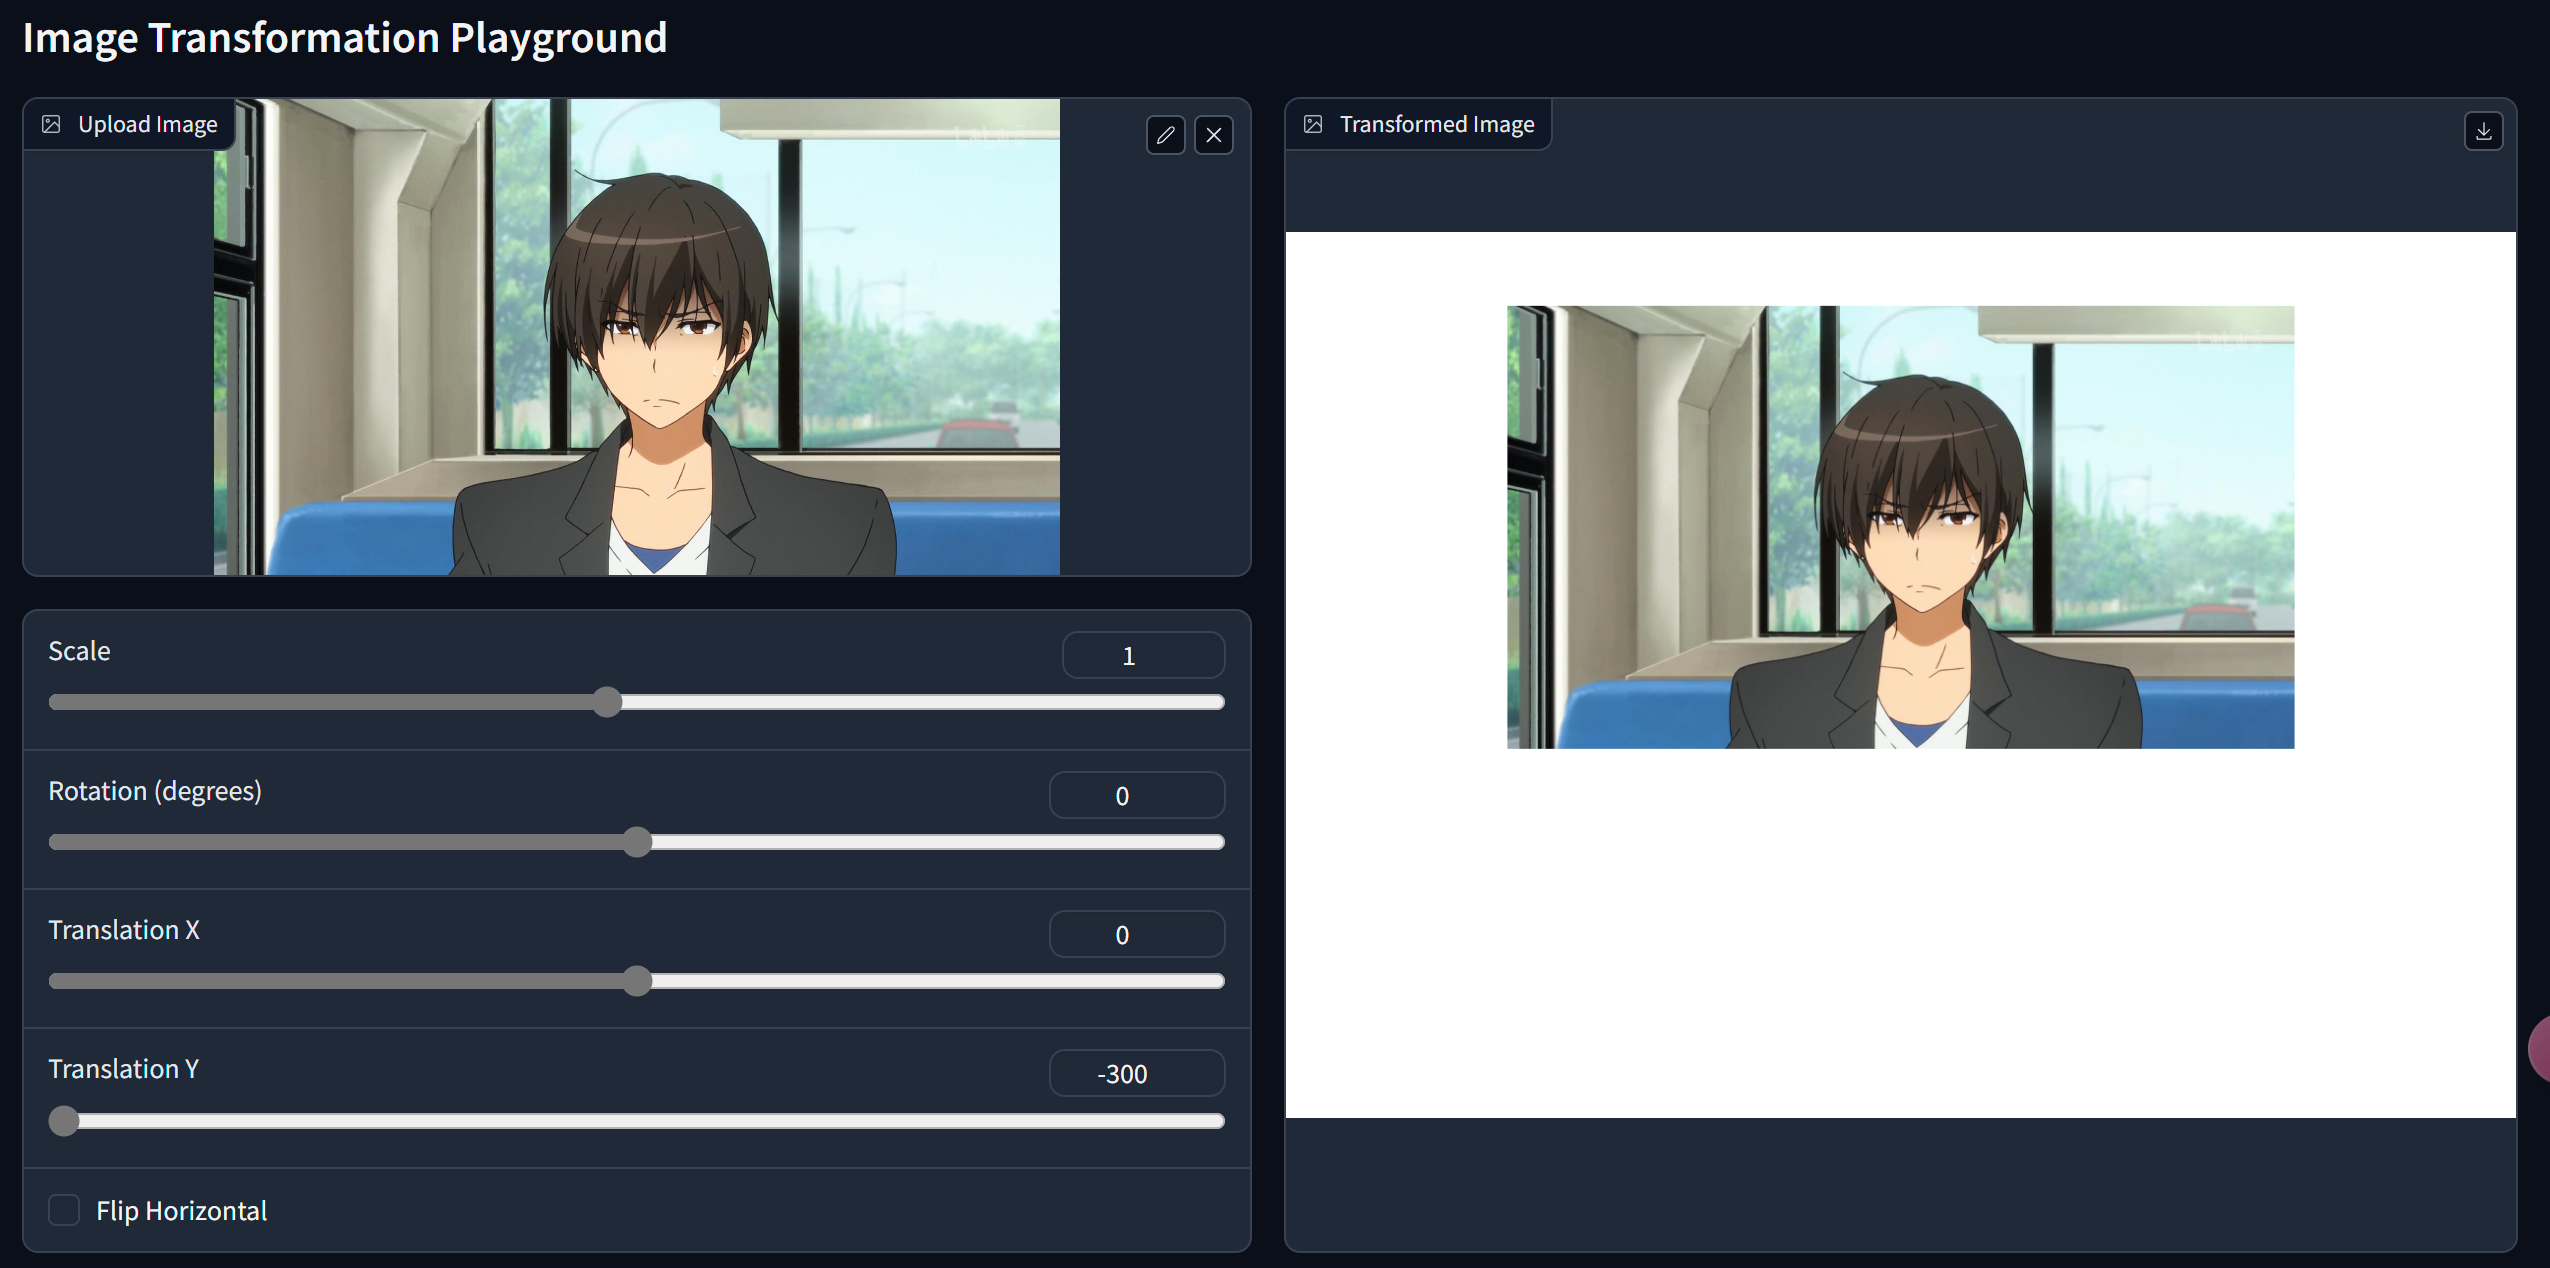 Image Transformation Playground
Upload Image
Transformed Image
Scale
1
Rotation (degrees)
0
Translation X
0
Translation Y
-300
Flip Horizontal